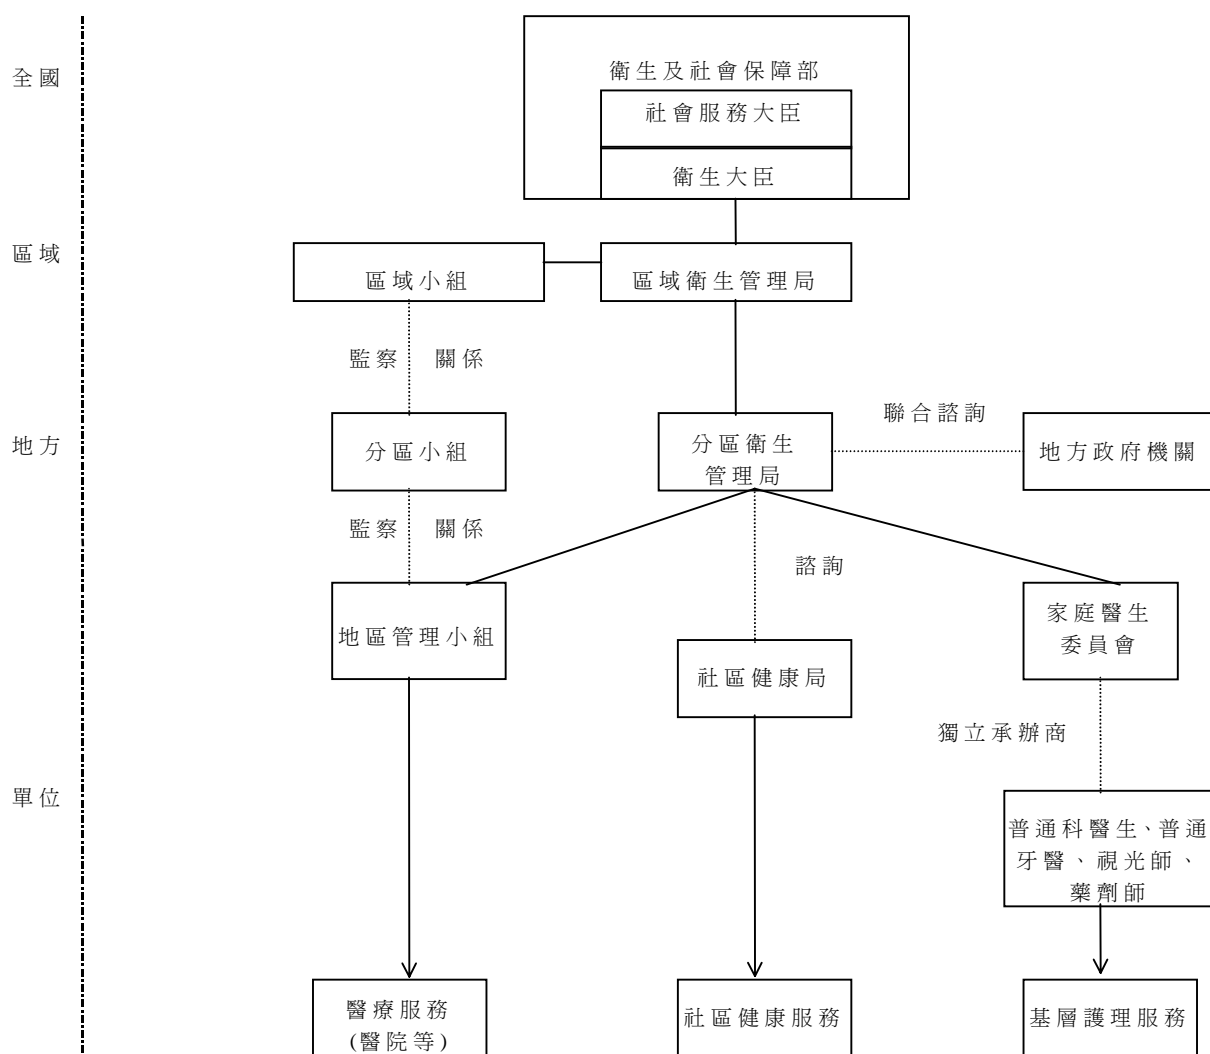 衛生及社會保障部
全國
社會服務大臣
衛生大臣
區域
區域小組
區域衛生管理局
監察 關係
聯合諮詢
地方
分區小組
分區衛生
管理局
地方政府機關
監察 關係
諮詢
地區管理小組
家庭醫生
委員會
社區健康局
獨立承辦商
單位
普通科醫生、普通
牙醫、視光師、
藥劑師
醫療服務
(醫院等)
社區健康服務
基層護理服務